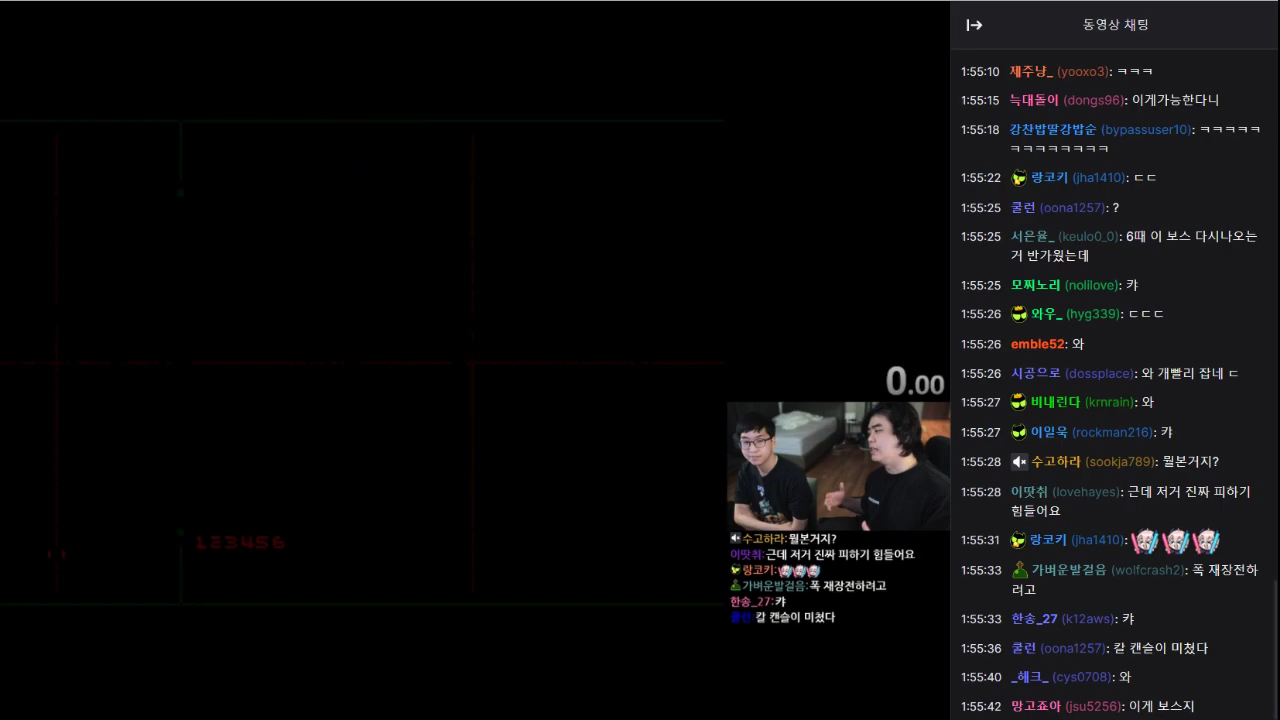 동영상 채팅
1:55:10 제주냥_ (yooxo3): ㅋㅋㅋ
1:55:15 늑대돌이 (dongs96): 이게가능한다니
1:55:18 강찬밥딸강밥순 (bypassuser10): ㅋㅋㅋㅋㅋ
ㅋㅋㅋㅋㅋㅋㅋㅋㅋ
1:55:22 랑코키 (jha1410): ㄷㄷ
1:55:25 쿨런 (oona1257): ?
1:55:25 서은율_ (keulo0_0): 6때 이 보스 다시나오는
거 반가웠는데
1:55:25 모찌노리 (nolilove): 캬
1:55:26 와우_ (hyg339): ㄷㄷㄷ
1:55:26 emble52: 와
1:55:26 시공으로 (dossplace): 와 개빨리 잡네 ㄷ
1:55:27 비내린다 (krnrain): 와
1:55:27 이일욱 (rockman216): 캬
1:55:28 수고하라 (sookja789): 뭘본거지?
1:55:28 이땃취 (lovehayes): 근데 저거 진짜 피하기
힘들어요
1:55:31 랑코키 (jha1410):
1:55:33 가벼운발걸음 (wolfcrash2): 폭 재장전하
려고
1:55:33 한송_27 (k12aws): 캬
1:55:36 쿨런 (oona1257): 칼 캔슬이 미쳤다
1:55:40 _헤크_ (cys0708): 와
1:55:42 망고죠아 (jsu5256): 이게 보스지
0.00
수고하라:뭘본거지?
이땃취:근데 저거 진짜 피하기 힘들어요
랑코키:
가벼운발걸음:폭 재장전하려고
한송_27:캬
쿨런: 칼 캔슬이 미쳤다
123456